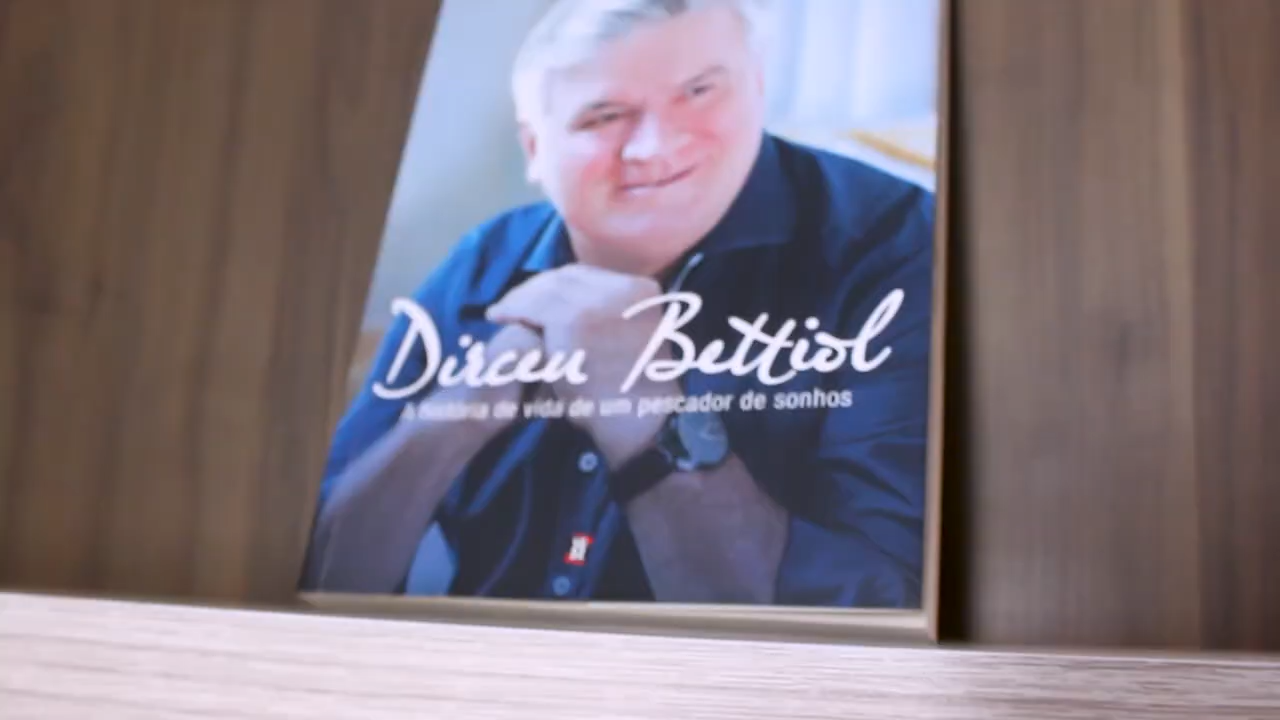 Dirceu Bettiol
A história de vida de um pescador de sonhos